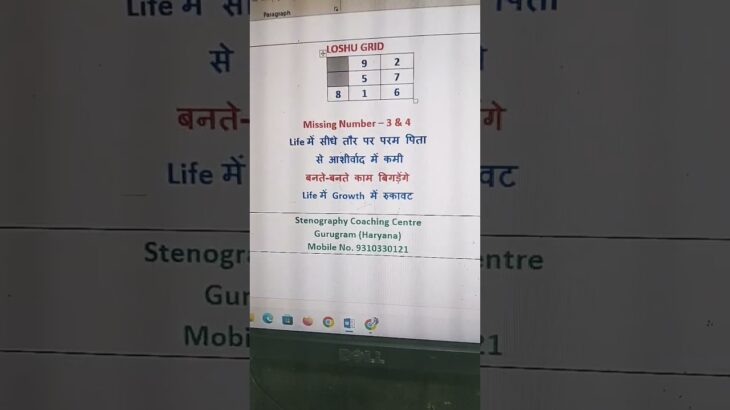 Paragraph
LOSHU GRID
9 2
5 7
8 1 6
Missing Number – 3 & 4
Life में सीधे तौर पर परम पिता
से आशीर्वाद में कमी
बनते-बनते काम बिगड़ेंगे
Life में Growth में रुकावट
Stenography Coaching Centre
Gurugram (Haryana)
Mobile No. 9310330121
DELL